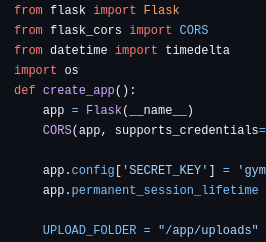 from flask import Flask
from flask_cors import CORS
from datetime import timedelta
import os
def create_app():
    app = Flask(__name__)
    CORS(app, supports_credentials=

    app.config['SECRET_KEY'] = 'gym
    app.permanent_session_lifetime

    UPLOAD_FOLDER = "/app/uploads"